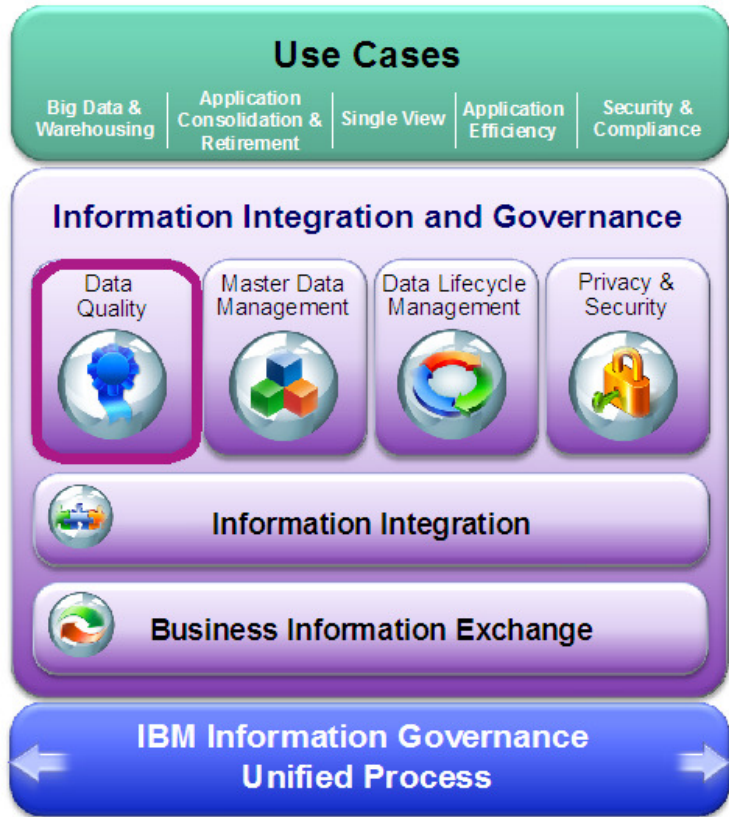 Use Cases
Big Data &
Warehousing
Application
Consolidation &
Retirement
Single View
Application
Efficiency
Security &
Compliance
Information Integration and Governance
Data
Quality
Master Data
Management
Data Lifecycle
Management
Privacy &
Security
Information Integration
Business Information Exchange
IBM Information Governance
Unified Process